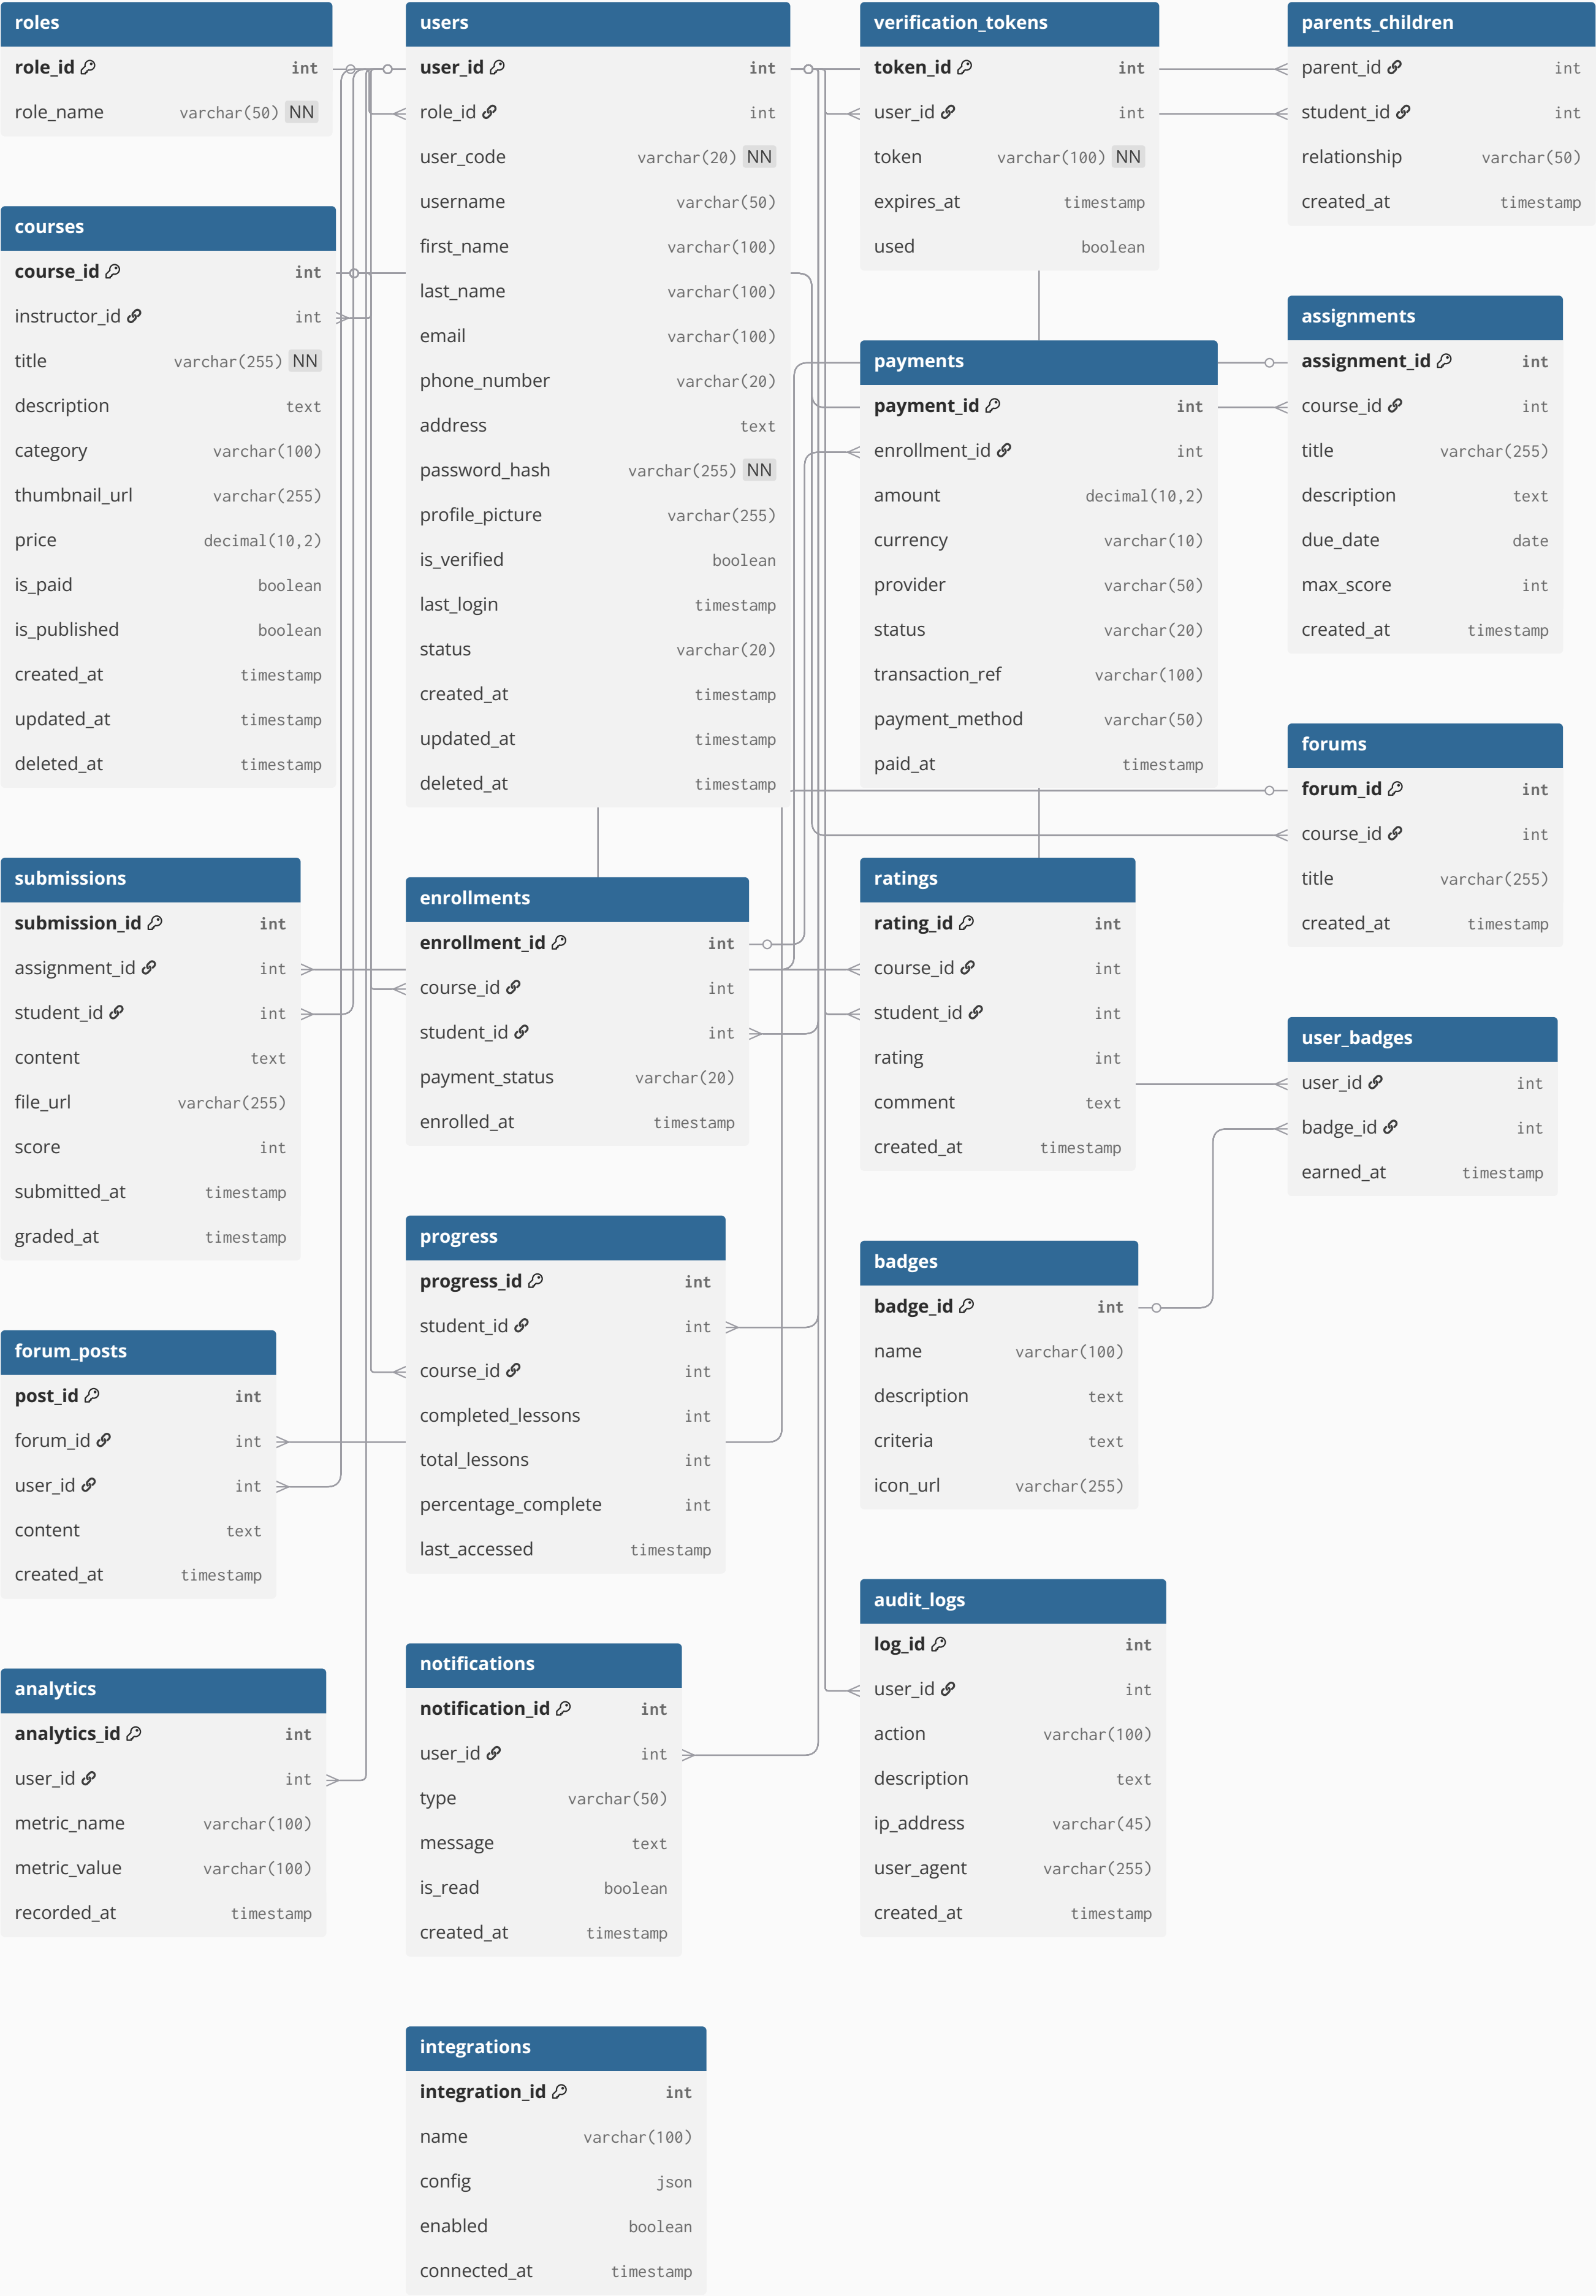 roles
role_id int
role_name varchar(50) NN
users
user_id int
role_id int
user_code varchar(20) NN
username varchar(50)
first_name varchar(100)
last_name varchar(100)
email varchar(100)
phone_number varchar(20)
address text
password_hash varchar(255) NN
profile_picture varchar(255)
is_verified boolean
last_login timestamp
status varchar(20)
created_at timestamp
updated_at timestamp
deleted_at timestamp
verification_tokens
token_id int
user_id int
token varchar(100) NN
expires_at timestamp
used boolean
parents_children
parent_id int
student_id int
relationship varchar(50)
created_at timestamp
courses
course_id int
instructor_id int
title varchar(255) NN
description text
category varchar(100)
thumbnail_url varchar(255)
price decimal(10,2)
is_paid boolean
is_published boolean
created_at timestamp
updated_at timestamp
deleted_at timestamp
payments
payment_id int
enrollment_id int
amount decimal(10,2)
currency varchar(10)
provider varchar(50)
status varchar(20)
transaction_ref varchar(100)
payment_method varchar(50)
paid_at timestamp
assignments
assignment_id int
course_id int
title varchar(255)
description text
due_date date
max_score int
created_at timestamp
forums
forum_id int
course_id int
title varchar(255)
created_at timestamp
submissions
submission_id int
assignment_id int
student_id int
content text
file_url varchar(255)
score int
submitted_at timestamp
graded_at timestamp
enrollments
enrollment_id int
course_id int
student_id int
payment_status varchar(20)
enrolled_at timestamp
ratings
rating_id int
course_id int
student_id int
rating int
comment text
created_at timestamp
user_badges
user_id int
badge_id int
earned_at timestamp
progress
progress_id int
student_id int
course_id int
completed_lessons int
total_lessons int
percentage_complete int
last_accessed timestamp
badges
badge_id int
name varchar(100)
description text
criteria text
icon_url varchar(255)
forum_posts
post_id int
forum_id int
user_id int
content text
created_at timestamp
audit_logs
log_id int
user_id int
action varchar(100)
description text
ip_address varchar(45)
user_agent varchar(255)
created_at timestamp
analytics
analytics_id int
user_id int
metric_name varchar(100)
metric_value varchar(100)
recorded_at timestamp
notifications
notification_id int
user_id int
type varchar(50)
message text
is_read boolean
created_at timestamp
integrations
integration_id int
name varchar(100)
config json
enabled boolean
connected_at timestamp